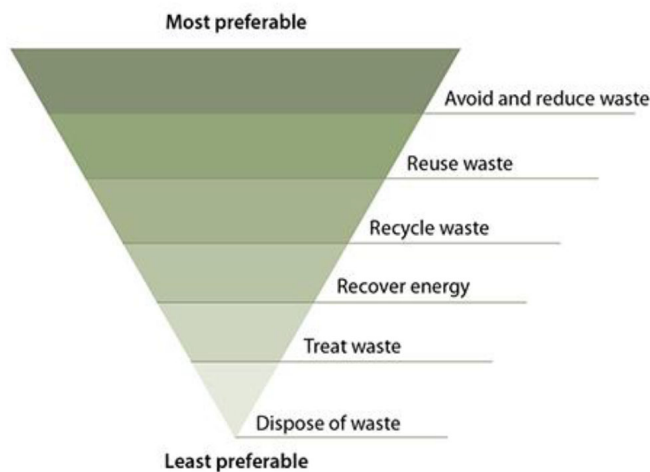 Most preferable
Avoid and reduce waste
Reuse waste
Recycle waste
Recover energy
Treat waste
Dispose of waste
Least preferable